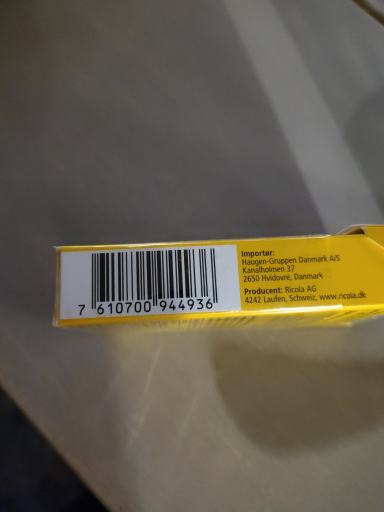 7 610700 944936
Importør:
Haugen-Gruppen Danmark A/S
Kanalholmen 37
2650 Hvidovre, Danmark
Producent: Ricola AG
4242 Laufen, Schweiz, www.ricola.dk